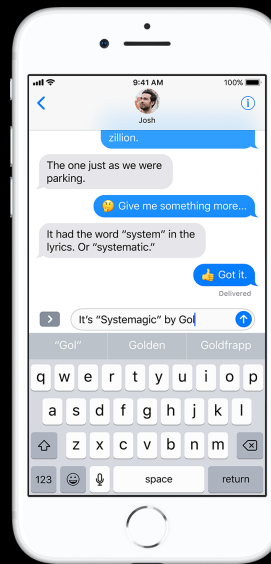 9:41 AM
100%
Josh
zillion.
The one just as we were
parking.
🤔 Give me something more...
It had the word “system” in the
lyrics. Or “systematic.”
👍 Got it.
Delivered
It’s “Systemagic” by Gol
“Gol” Golden Goldfrapp
q w e r t y u i o p
a s d f g h j k l
z x c v b n m
123 space return